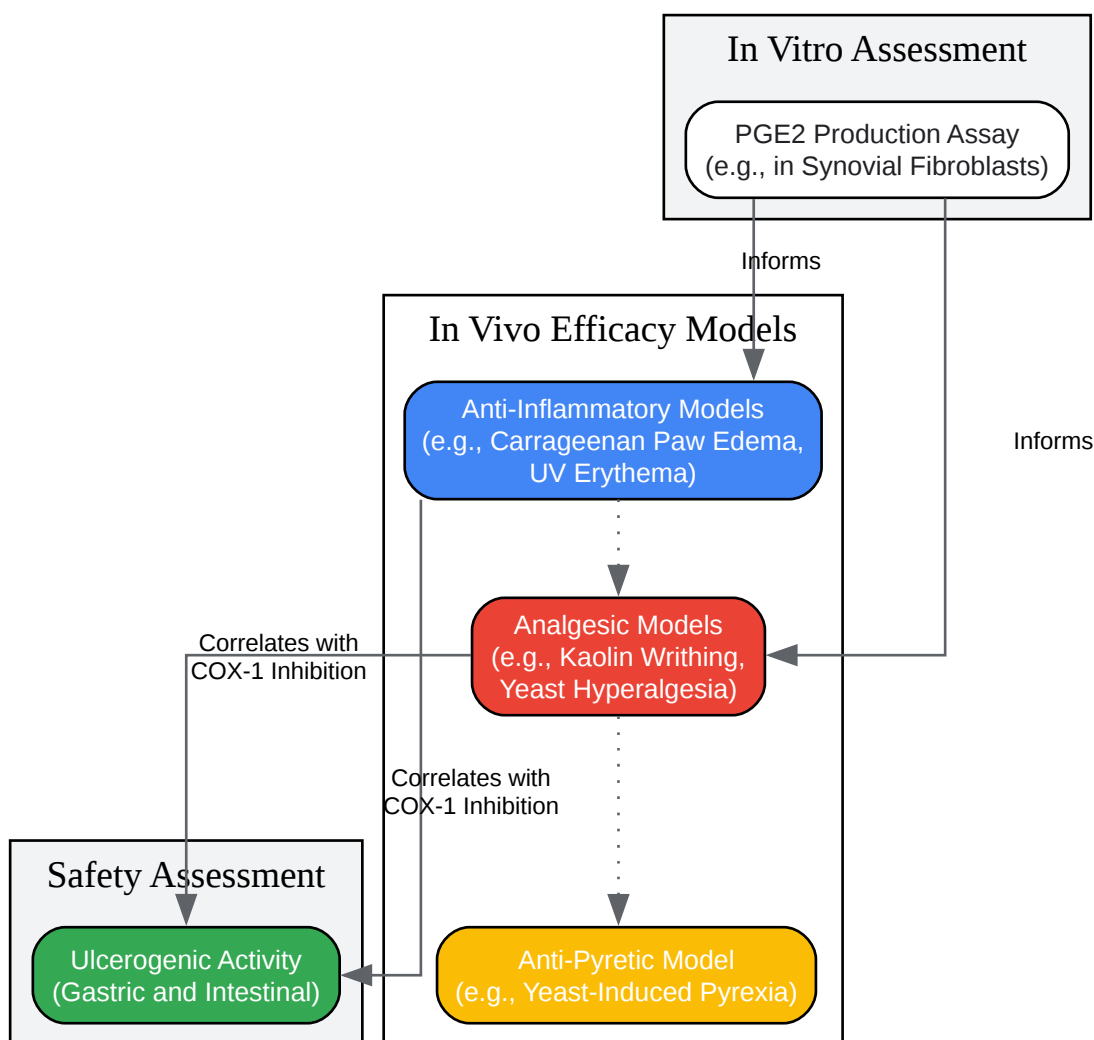 In Vitro Assessment
PGE2 Production Assay
(e.g., in Synovial Fibroblasts)
Informs
In Vivo Efficacy Models
Anti-Inflammatory Models
(e.g., Carrageenan Paw Edema,
UV Erythema)
Informs
Analgesic Models
(e.g., Kaolin Writhing,
Yeast Hyperalgesia)
Correlates with
COX-1 Inhibition
Correlates with
COX-1 Inhibition
Safety Assessment
Ulcerogenic Activity
(Gastric and Intestinal)
Anti-Pyretic Model
(e.g., Yeast-Induced Pyrexia)